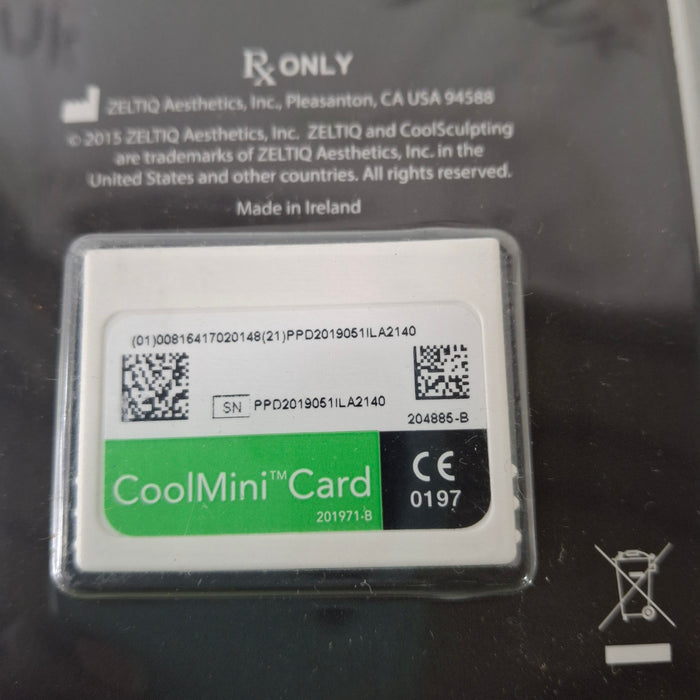 Rx ONLY
ZELTIQ Aesthetics, Inc., Pleasanton, CA USA 94588
© 2015 ZELTIQ Aesthetics, Inc. ZELTIQ and CoolSculpting
are trademarks of ZELTIQ Aesthetics, Inc. in the
United States and other countries. All rights reserved.
Made in Ireland
(01)00816417020148(21)PPD2019051ILA2140
SN PPD2019051ILA2140
204885-B
CoolMini™ Card
201971-B
CE
0197